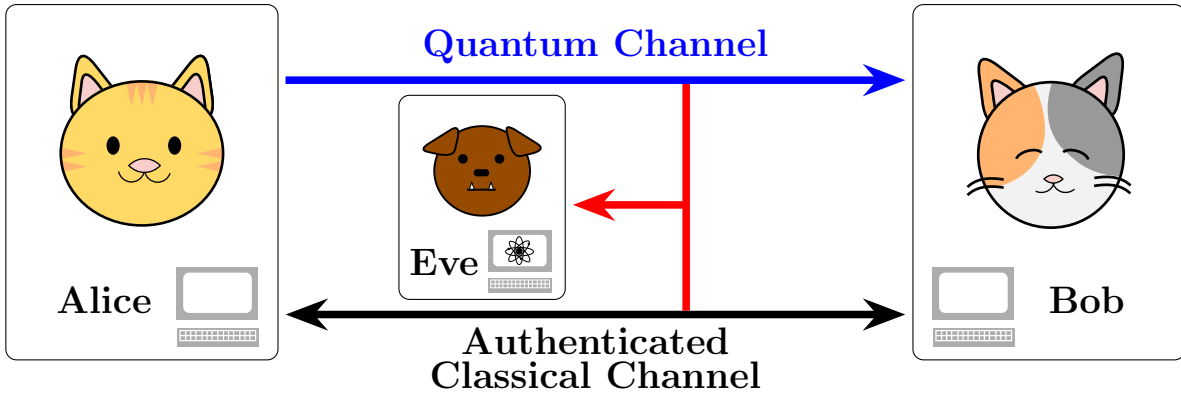 Quantum Channel
Eve
Alice
Bob
Authenticated
Classical Channel